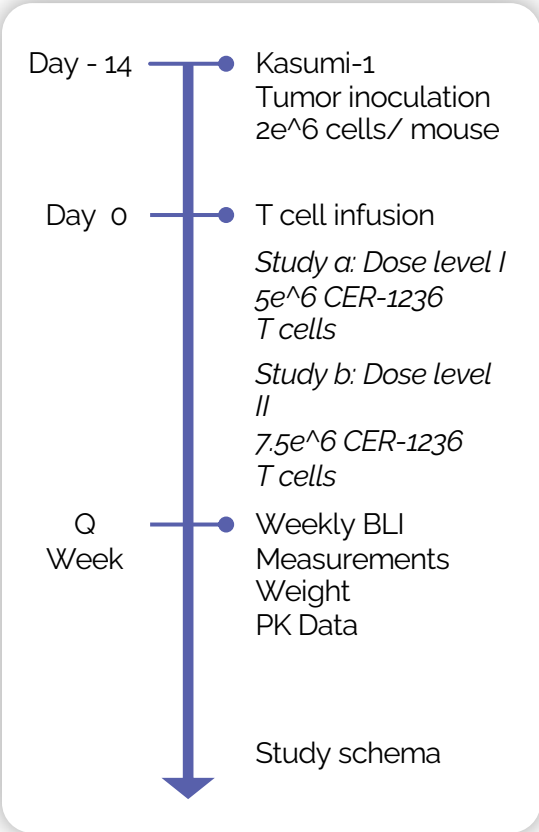 Day - 14
Kasumi-1
Tumor inoculation
2e^6 cells/ mouse
Day 0
T cell infusion
Study a: Dose level I
5e^6 CER-1236
T cells
Study b: Dose level
II
7.5e^6 CER-1236
T cells
Q
Week
Weekly BLI
Measurements
Weight
PK Data
Study schema